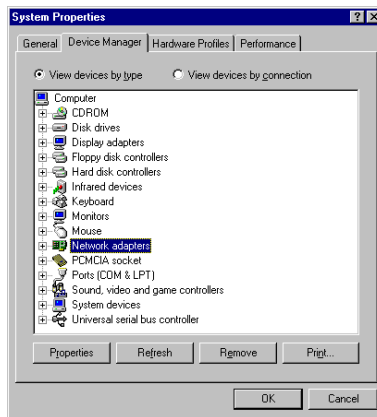 System Properties
General Device Manager Hardware Profiles Performance
View devices by type View devices by connection
Computer
CDROM
Disk drives
Display adapters
Floppy disk controllers
Hard disk controllers
Infrared devices
Keyboard
Monitors
Mouse
Network adapters
PCMCIA socket
Ports (COM & LPT)
Sound, video and game controllers
System devices
Universal serial bus controller
Properties Refresh Remove Print...
OK Cancel